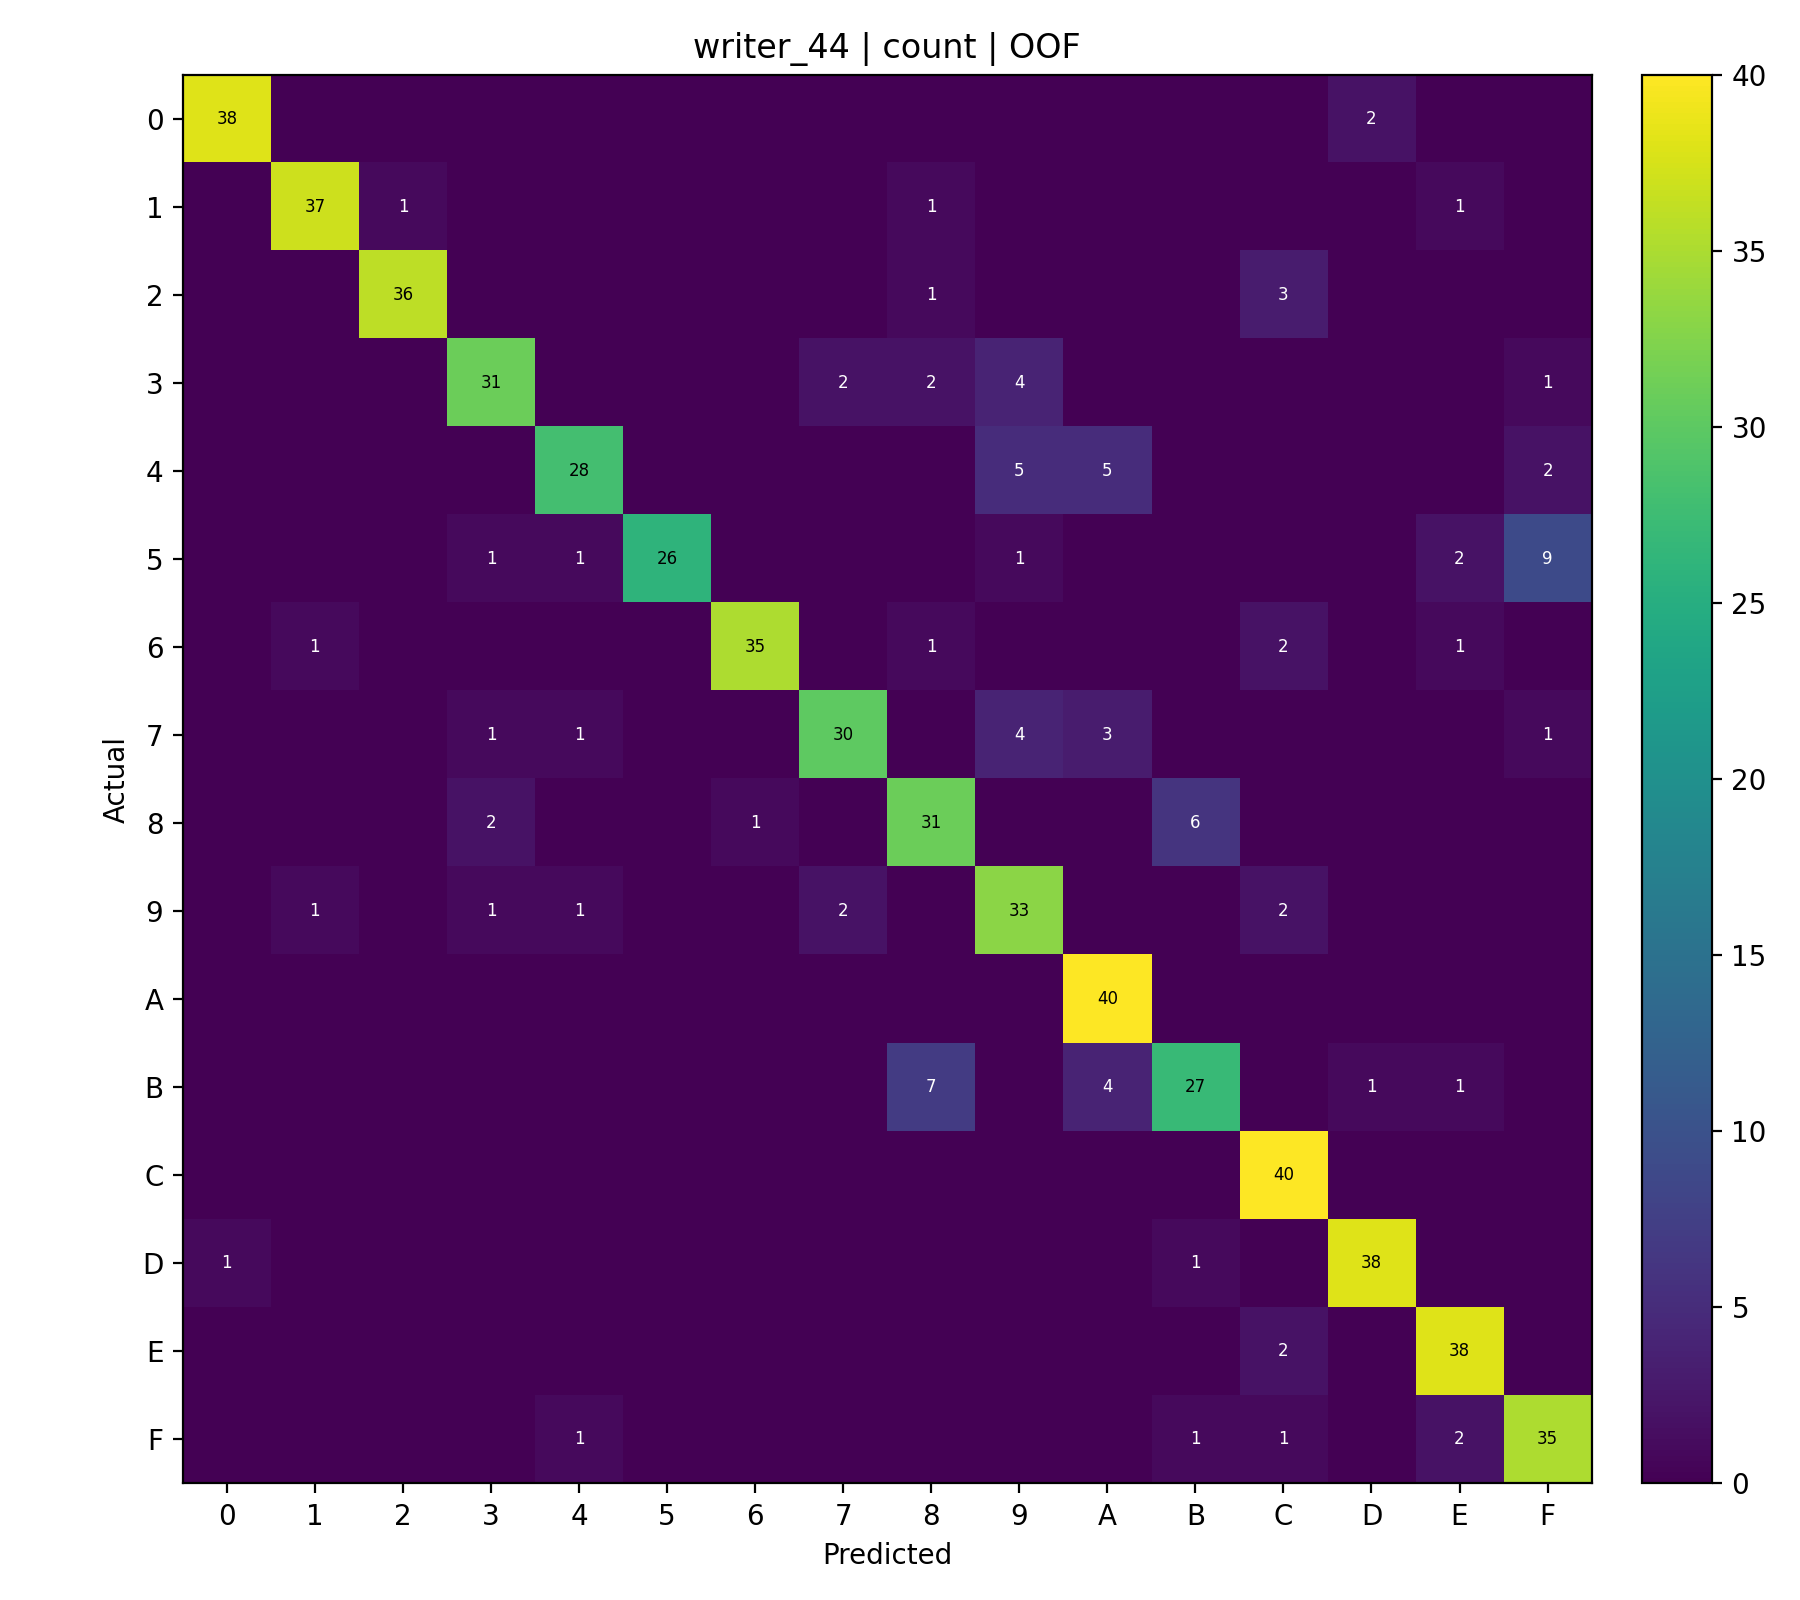 writer_44 | count | OOF
0 38 2
1 37 1 1 1
2 36 1 3
3 31 2 2 4 1
4 28 5 5 2
5 1 1 26 1 2 9
6 1 35 1 2 1
7 1 1 30 4 3 1
8 2 1 31 6
9 1 1 1 2 33 2
A 40
B 7 4 27 1 1
C 40
D 1 1 38
E 2 38
F 1 1 1 2 35
0 1 2 3 4 5 6 7 8 9 A B C D E F
Predicted
Actual
40
35
30
25
20
15
10
5
0